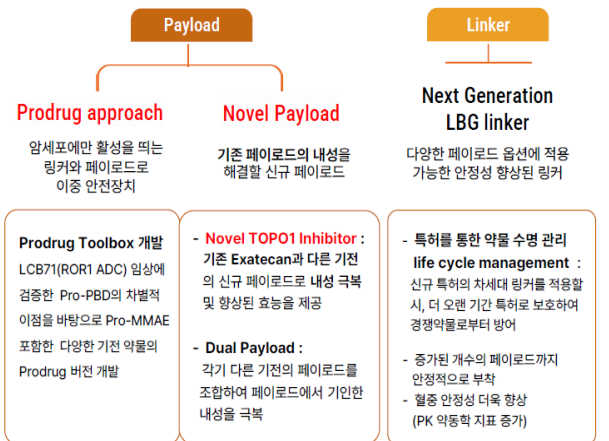 Payload
Linker
Prodrug approach
암세포에만 활성을 띄는
링커와 페이로드로
이중 안전장치
Novel Payload
기존 페이로드의 내성을
해결할 신규 페이로드
Next Generation
LBG linker
다양한 페이로드 옵션에 적용
가능한 안정성 향상된 링커
Prodrug Toolbox 개발
LCB71(ROR1 ADC) 임상에
검증한 Pro-PBD의 차별적
이점을 바탕으로 Pro-MMAE
포함한 다양한 기전 약물의
Prodrug 버전 개발
- Novel TOPO1 Inhibitor :
기존 Exatecan과 다른 기전
의 신규 페이로드로 내성 극복
및 향상된 효능을 제공
- Dual Payload :
각기 다른 기전의 페이로드를
조합하여 페이로드에서 기인한
내성을 극복
- 특허를 통한 약물 수명 관리
life cycle management :
신규 특허의 차세대 링커를 적용할
시, 더 오랜 기간 특허로 보호하여
경쟁약물로부터 방어
- 증가된 개수의 페이로드까지
안정적으로 부착
- 혈중 안정성 더욱 향상
(PK 약동학 지표 증가)